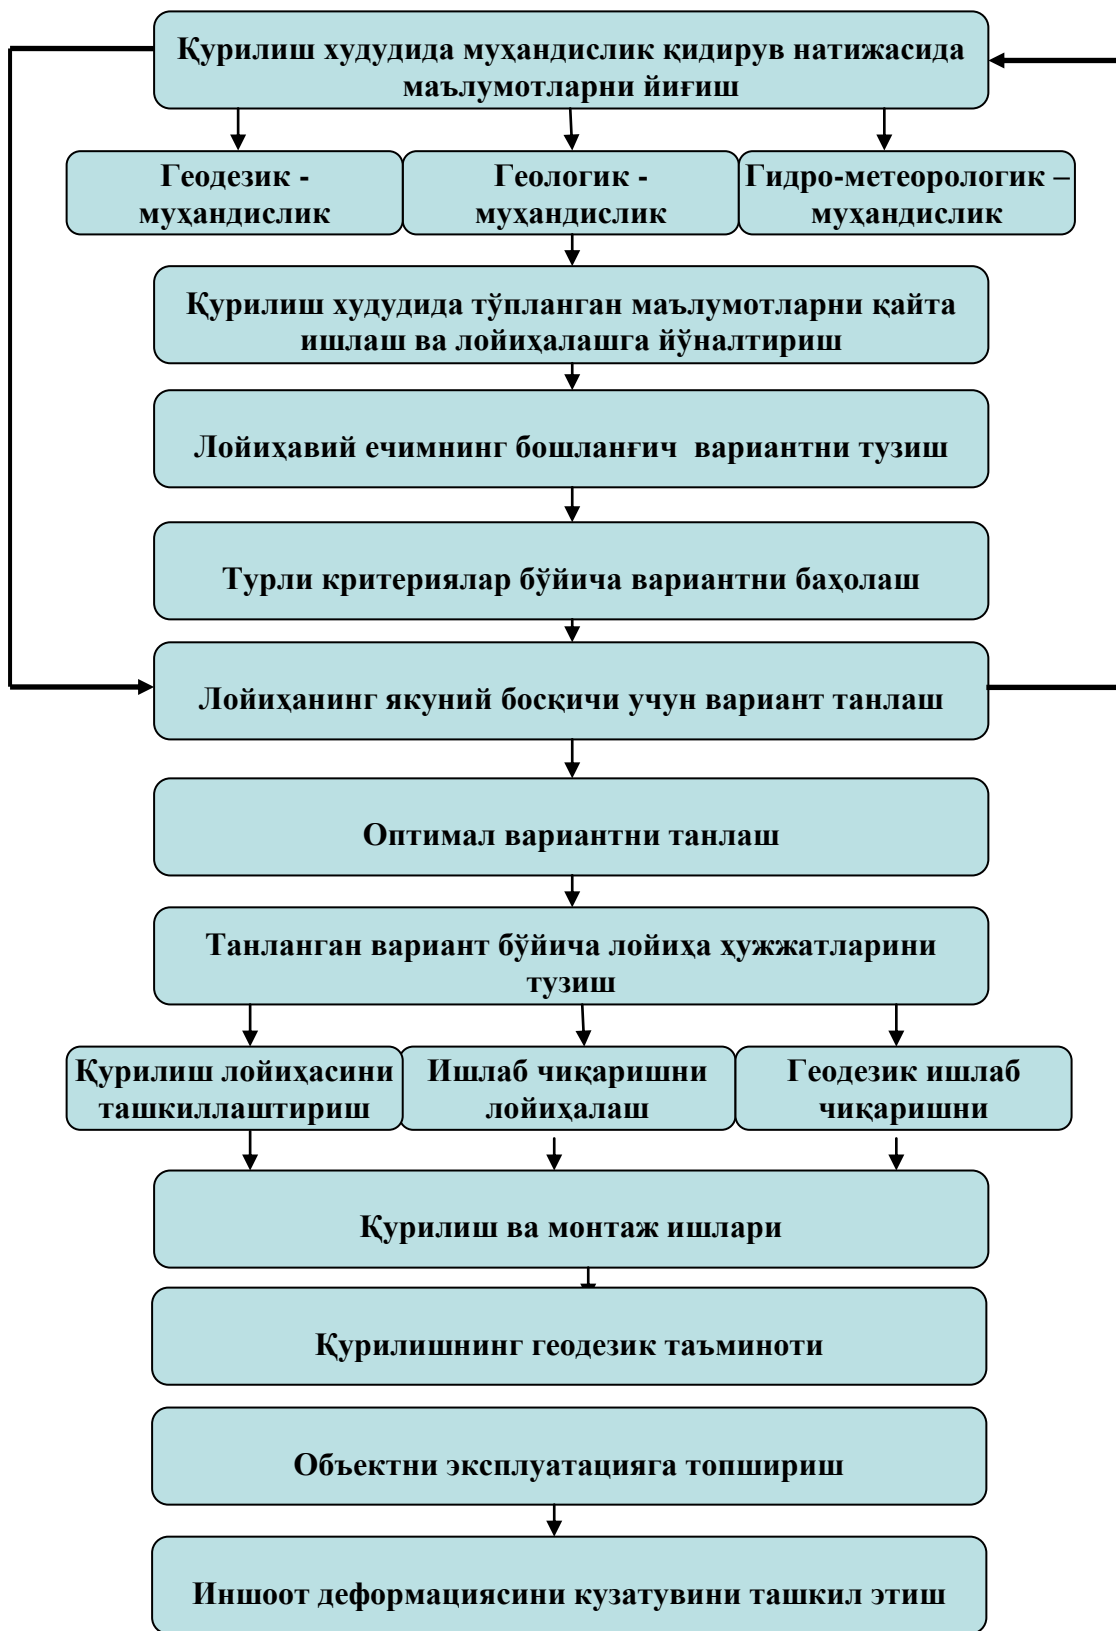 Қурилиш худудида муҳандислик қидирув натижасида
маълумотларни йиғиш
Геодезик -
муҳандислик
Геологик -
муҳандислик
Гидро-метеорологик –
муҳандислик
Қурилиш худудида тўпланган маълумотларни қайта
ишлаш ва лойиҳалашга йўналтириш
Лойиҳавий ечимнинг бошланғич вариантни тузиш
Турли критериялар бўйича вариантни баҳолаш
Лойиҳанинг якуний босқичи учун вариант танлаш
Оптимал вариантни танлаш
Танланган вариант бўйича лойиҳа ҳужжатларини
тузиш
Қурилиш лойиҳасини
ташкиллаштириш
Ишлаб чиқаришни
лойиҳалаш
Геодезик ишлаб
чиқаришни
Қурилиш ва монтаж ишлари
Қурилишнинг геодезик таъминоти
Объектни эксплуатацияга топшириш
Иншоот деформациясини кузатувини ташкил этиш